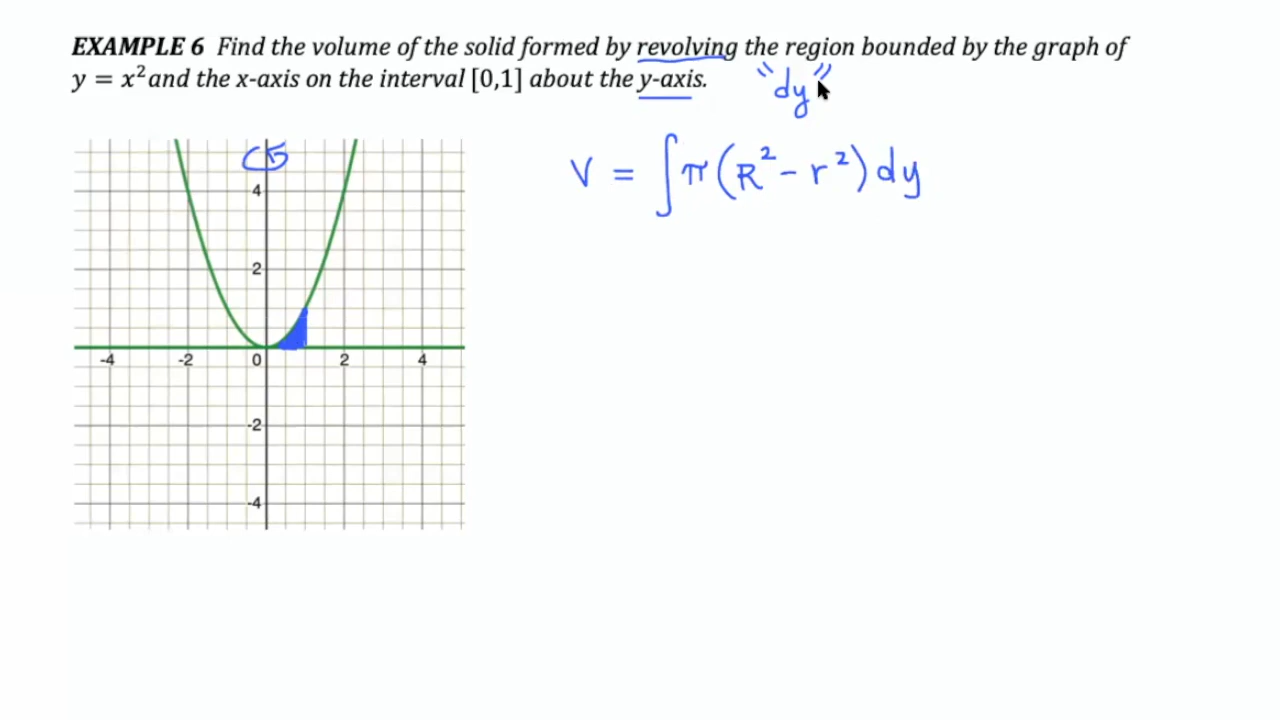 EXAMPLE 6 Find the volume of the solid formed by revolving the region bounded by the graph of
y = x² and the x-axis on the interval [0,1] about the y-axis.
"dy"
V = ∫π(R² - r²)dy
4
2
-4 -2 0 2 4
-2
-4